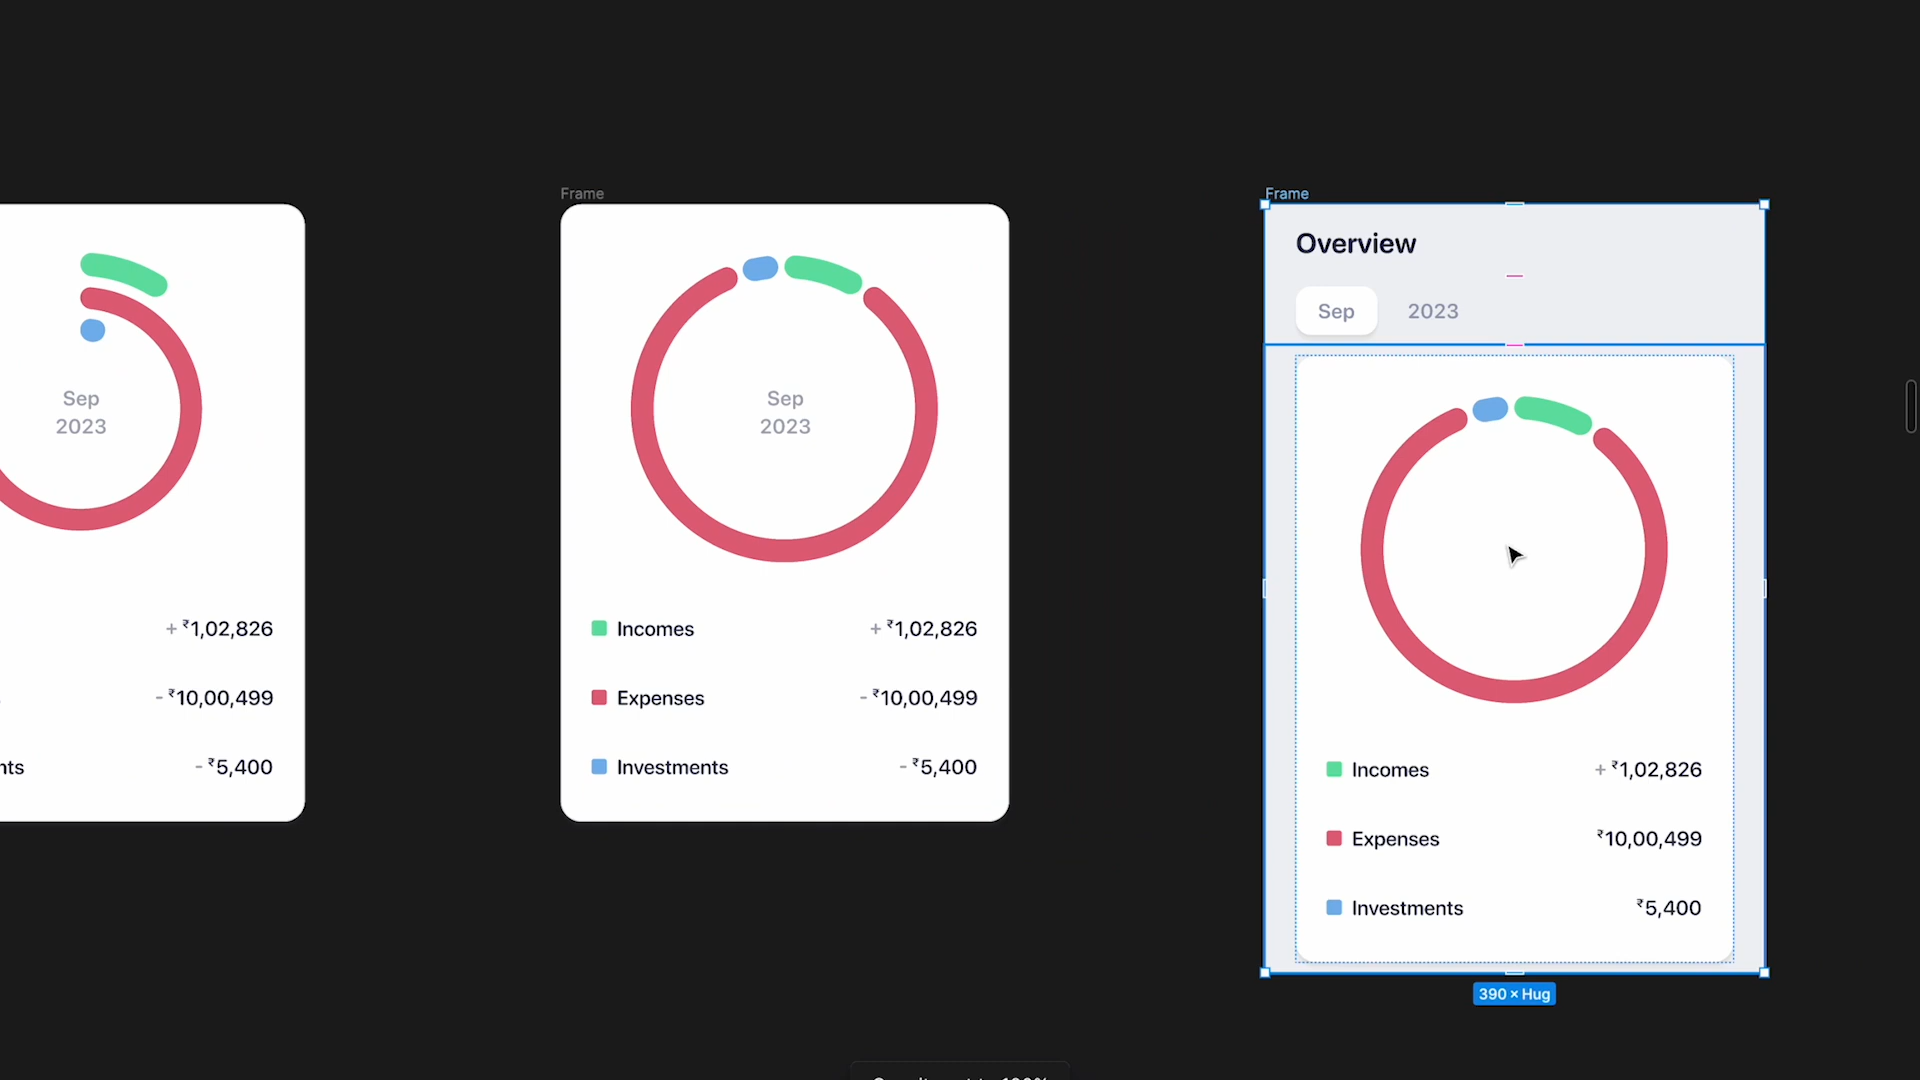 Sep
2023
+ ₹1,02,826
- ₹10,00,499
nts
- ₹5,400
Frame
Sep
2023
Incomes
+ ₹1,02,826
Expenses
- ₹10,00,499
Investments
- ₹5,400
Frame
Overview
Sep
2023
Incomes
+ ₹1,02,826
Expenses
₹10,00,499
Investments
₹5,400
390 × Hug